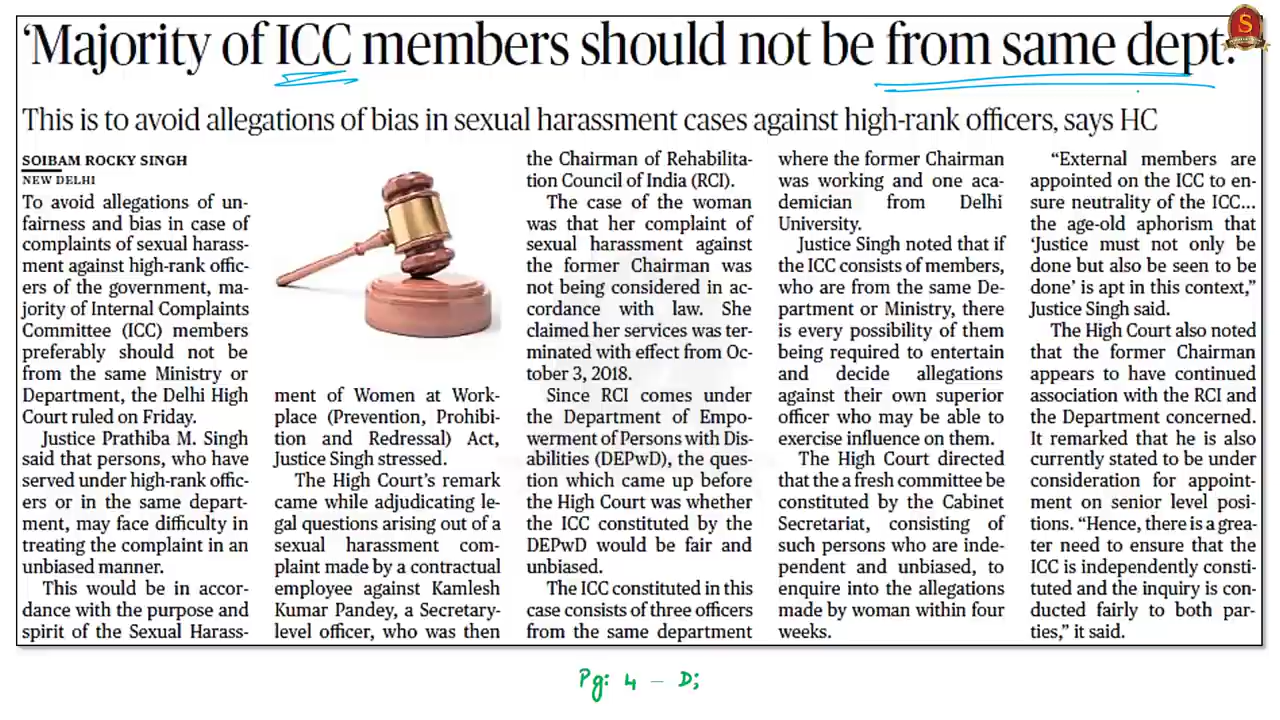 'Majority of ICC members should not be from same dept.'
This is to avoid allegations of bias in sexual harassment cases against high-rank officers, says HC
SOIBAM ROCKY SINGH
NEW DELHI
To avoid allegations of un-
fairness and bias in case of
complaints of sexual harass-
ment against high-rank offic-
ers of the government, ma-
jority of Internal Complaints
Committee (ICC) members
preferably should not be
from the same Ministry or
Department, the Delhi High
Court ruled on Friday.
Justice Prathiba M. Singh
said that persons, who have
served under high-rank offic-
ers or in the same depart-
ment, may face difficulty in
treating the complaint in an
unbiased manner.
This would be in accor-
dance with the purpose and
spirit of the Sexual Harass-
ment of Women at Work-
place (Prevention, Prohibi-
tion and Redressal) Act,
Justice Singh stressed.
The High Court's remark
came while adjudicating le-
gal questions arising out of a
sexual harassment com-
plaint made by a contractual
employee against Kamlesh
Kumar Pandey, a Secretary-
level officer, who was then
the Chairman of Rehabilita-
tion Council of India (RCI).
The case of the woman
was that her complaint of
sexual harassment against
the former Chairman was
not being considered in ac-
cordance with law. She
claimed her services was ter-
minated with effect from Oc-
tober 3, 2018.
Since RCI comes under
the Department of Empo-
werment of Persons with Dis-
abilities (DEPwD), the ques-
tion which came up before
the High Court was whether
the ICC constituted by the
DEPwD would be fair and
unbiased.
The ICC constituted in this
case consists of three officers
from the same department
where the former Chairman
was working and one aca-
demician from Delhi
University.
Justice Singh noted that if
the ICC consists of members,
who are from the same De-
partment or Ministry, there
is every possibility of them
being required to entertain
and decide allegations
against their own superior
officer who may be able to
exercise influence on them.
The High Court directed
that the a fresh committee be
constituted by the Cabinet
Secretariat, consisting of
such persons who are inde-
pendent and unbiased, to
enquire into the allegations
made by woman within four
weeks.
"External members are
appointed on the ICC to en-
sure neutrality of the ICC...
the age-old aphorism that
'Justice must not only be
done but also be seen to be
done' is apt in this context,"
Justice Singh said.
The High Court also noted
that the former Chairman
appears to have continued
association with the RCI and
the Department concerned.
It remarked that he is also
currently stated to be under
consideration for appoint-
ment on senior level posi-
tions. "Hence, there is a grea-
ter need to ensure that the
ICC is independently consti-
tuted and the inquiry is con-
ducted fairly to both par-
ties," it said.
Pg: 4 – D;